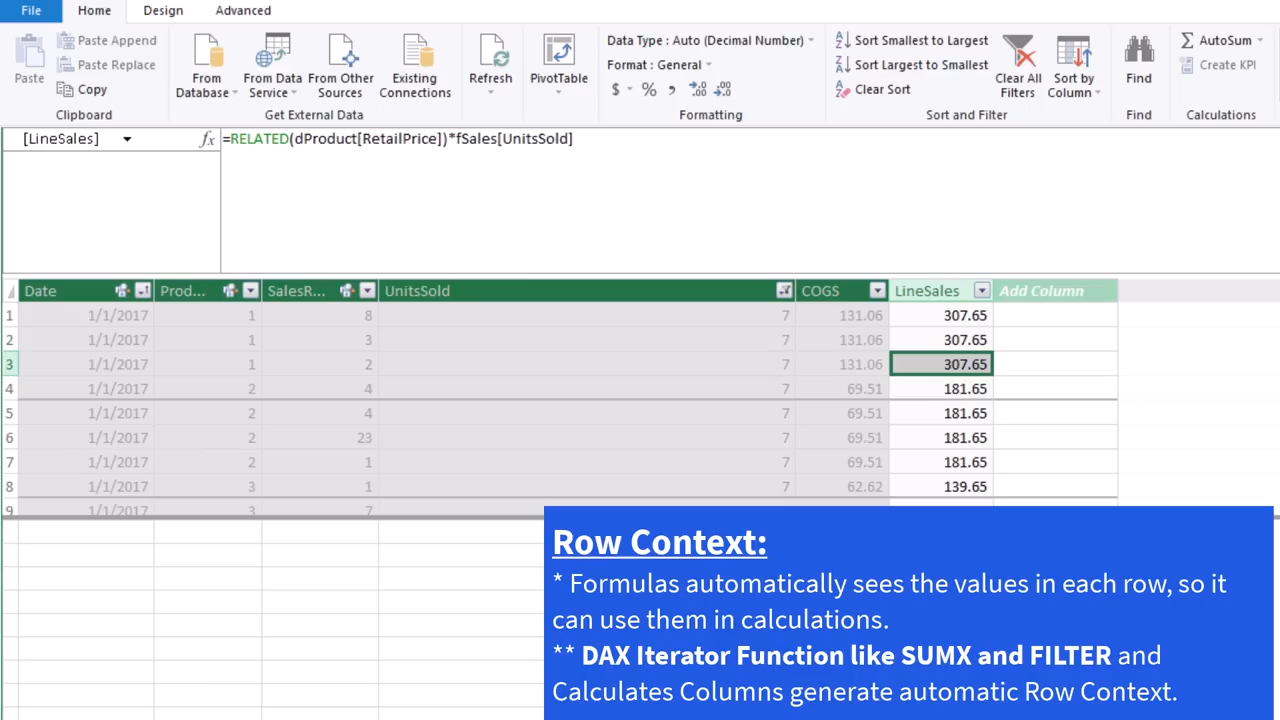 File Home Design Advanced
Paste Paste Append Paste Replace Copy
Clipboard
From Database From Data Service From Other Sources Existing Connections
Get External Data
Refresh
PivotTable
Data Type : Auto (Decimal Number)
Format : General
$ % , .0 .00 .00 .0
Formatting
Sort Smallest to Largest
Sort Largest to Smallest
Clear Sort
Clear All Filters Sort by Column
Sort and Filter
Find
Find
AutoSum
Create KPI
Calculations
[LineSales] fx =RELATED(dProduct[RetailPrice])*fSales[UnitsSold]
Date Prod... SalesR... UnitsSold COGS LineSales Add Column
1 1/1/2017 1 8 7 131.06 307.65
2 1/1/2017 1 3 7 131.06 307.65
3 1/1/2017 1 2 7 131.06 307.65
4 1/1/2017 2 4 7 69.51 181.65
5 1/1/2017 2 4 7 69.51 181.65
6 1/1/2017 2 23 7 69.51 181.65
7 1/1/2017 2 1 7 69.51 181.65
8 1/1/2017 3 1 7 62.62 139.65
9 1/1/2017 3 7
Row Context:
* Formulas automatically sees the values in each row, so it
can use them in calculations.
** DAX Iterator Function like SUMX and FILTER and
Calculates Columns generate automatic Row Context.